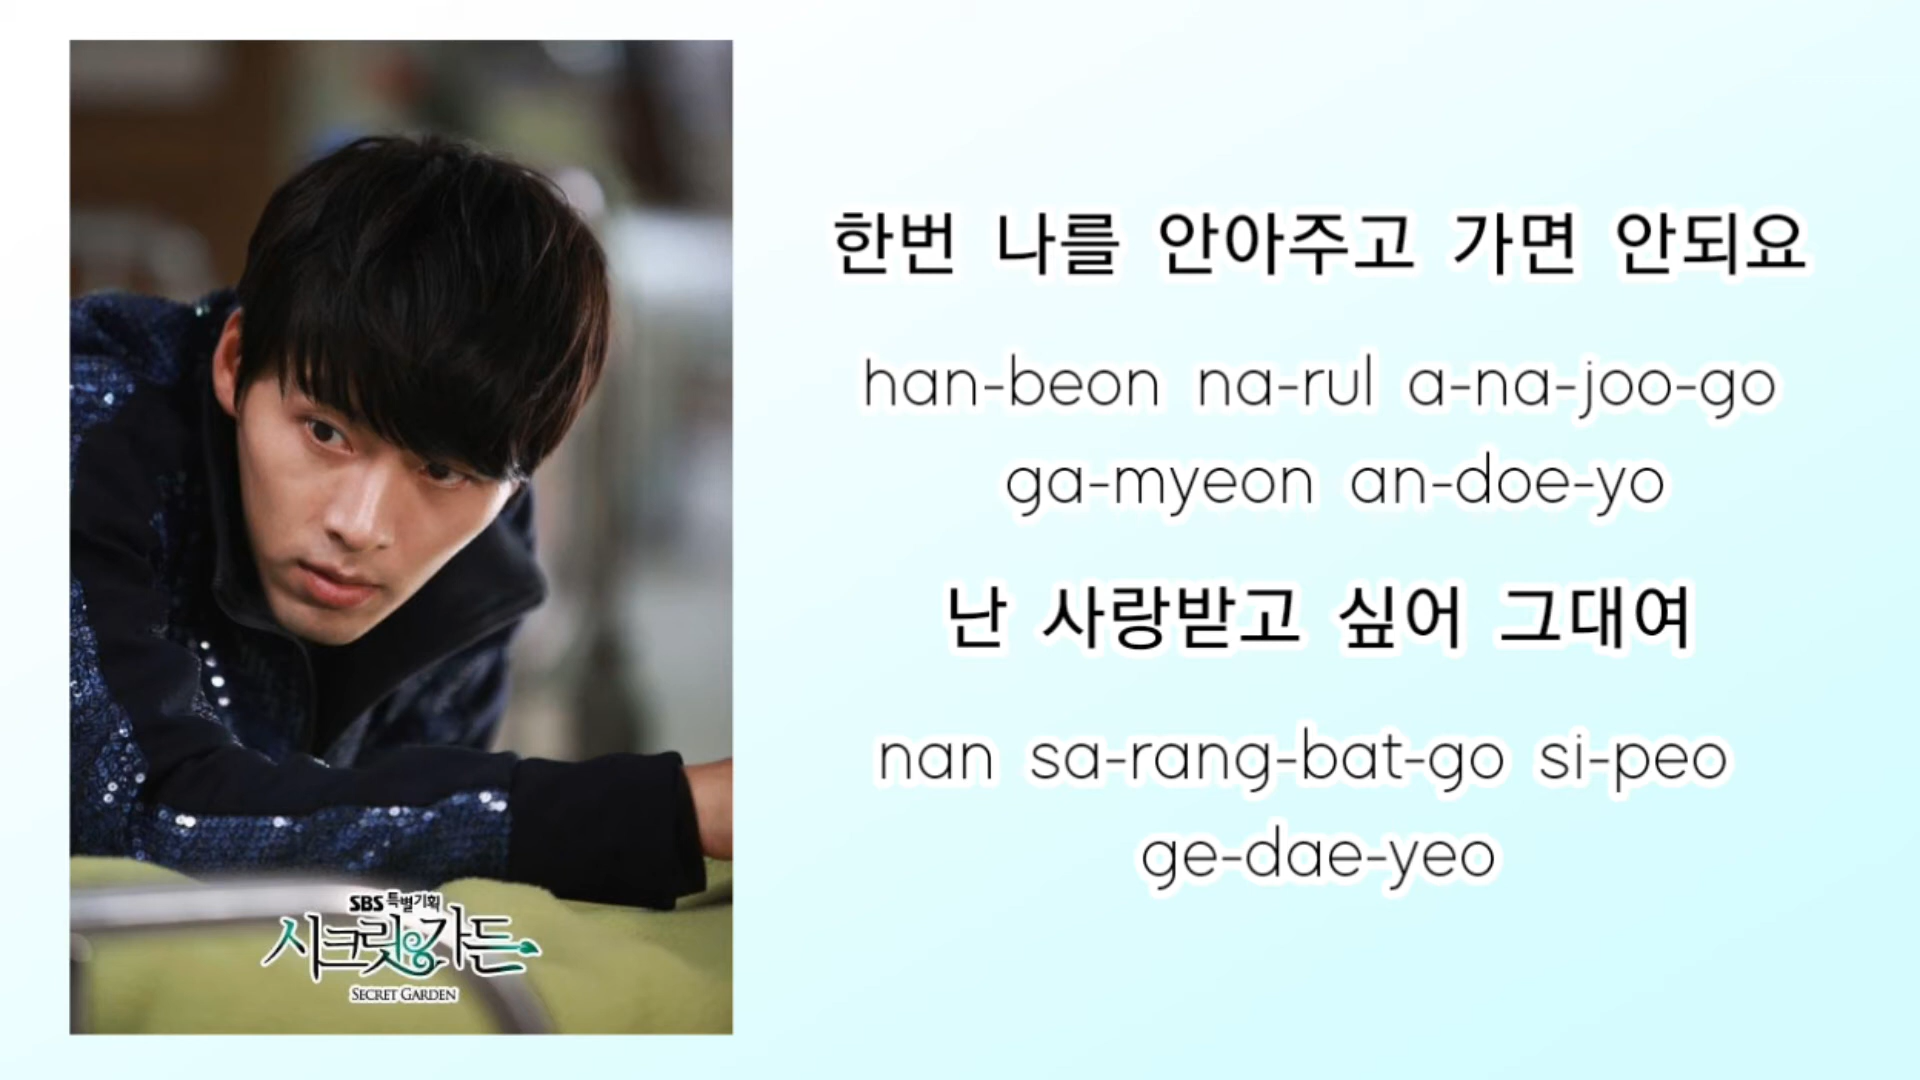 한번 나를 안아주고 가면 안되요
han-beon na-rul a-na-joo-go
ga-myeon an-doe-yo
난 사랑받고 싶어 그대여
nan sa-rang-bat-go si-peo
ge-dae-yeo
SBS 특별기획
시크릿가든
SECRET GARDEN